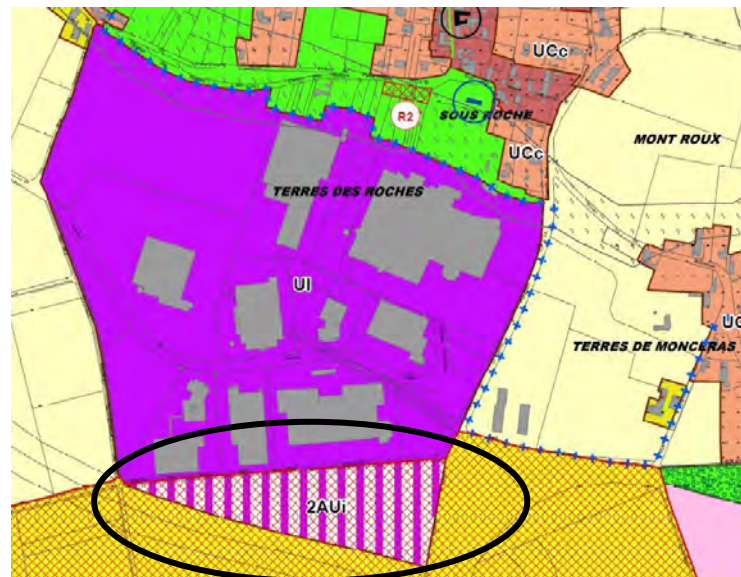 E
UCc
R2
SOUS ROCHE
MONT ROUX
UCc
TERRES DES ROCHES
UI
UC
TERRES DE MONCERAS
2AUi